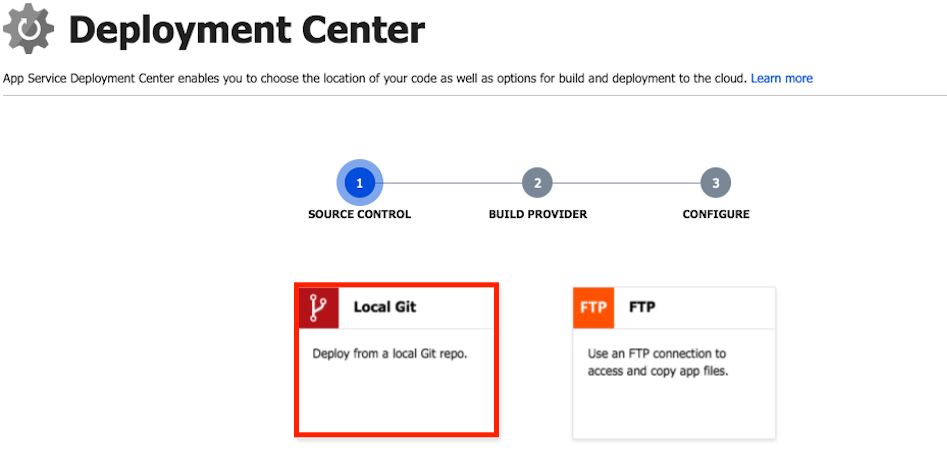 Deployment Center
App Service Deployment Center enables you to choose the location of your code as well as options for build and deployment to the cloud. Learn more
1
2
3
SOURCE CONTROL
BUILD PROVIDER
CONFIGURE
Local Git
Deploy from a local Git repo.
FTP
FTP
Use an FTP connection to
access and copy app files.